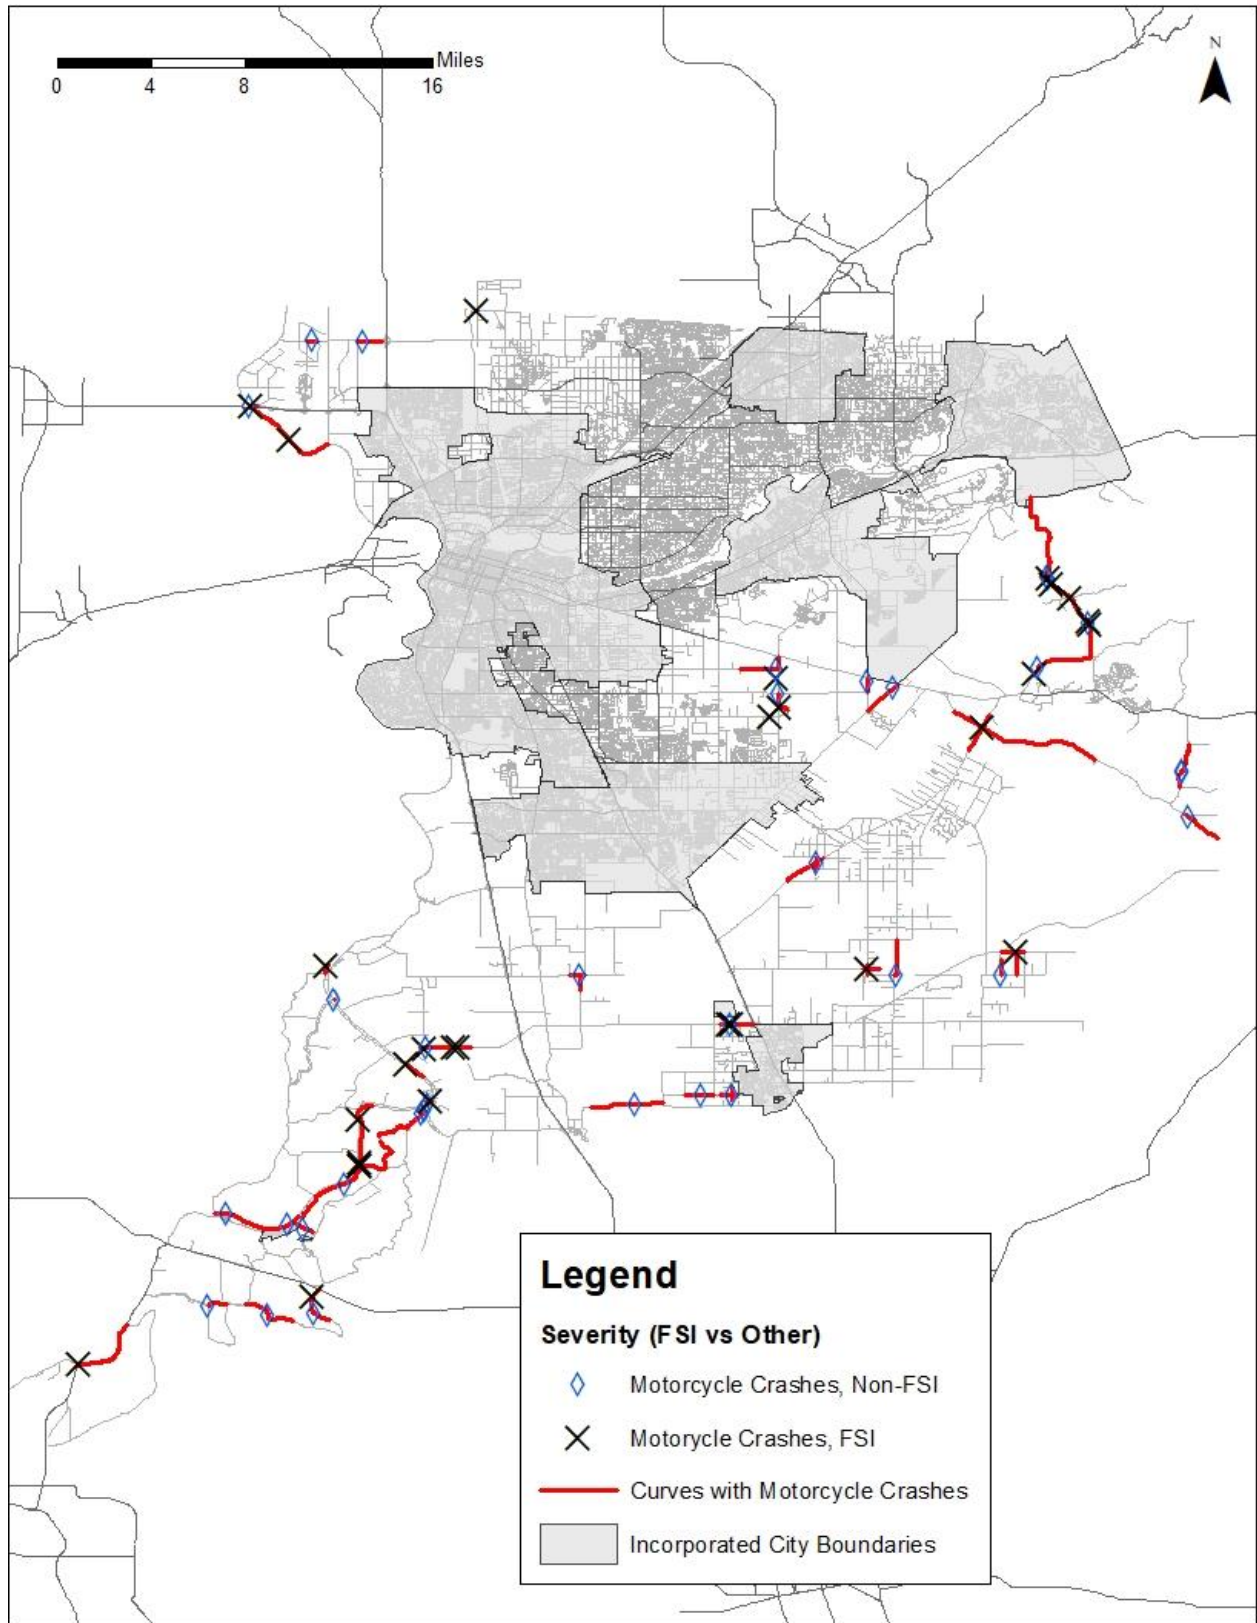 N
Miles
0 4 8 16
Legend
Severity (FSI vs Other)
Motorcycle Crashes, Non-FSI
Motorycle Crashes, FSI
Curves with Motorcycle Crashes
Incorporated City Boundaries